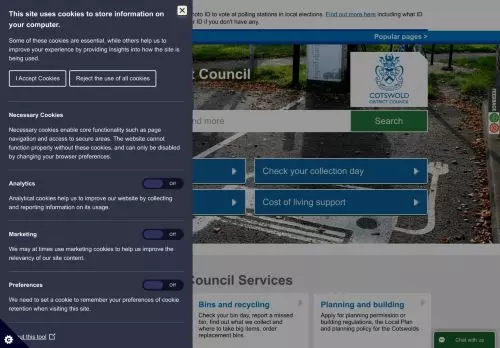 This site uses cookies to store information on
your computer.
Some of these cookies are essential, while others help us to
improve your experience by providing insights into how the site is
being used.
I Accept Cookies
Reject the use of all cookies
Necessary Cookies
Necessary cookies enable core functionality such as page
navigation and access to secure areas. The website cannot
function properly without these cookies, and can only be disabled
by changing your browser preferences.
Analytics
Off
Analytical cookies help us to improve our website by collecting
and reporting information on its usage.
Marketing
Off
We may at times use marketing cookies to help us improve the
relevancy of our site content.
Preferences
Off
We need to set a cookie to remember your preferences of cookie
retention when visiting this site.
this tool
photo ID to vote at polling stations in local elections. Find out more here including what ID
ID if you don't have any.
Popular pages >
Council
COTSWOLD
DISTRICT COUNCIL
and more
Search
Check your collection day
Cost of living support
Council Services
Bins and recycling
Check your bin day, report a missed
bin, find out what we collect and
where to take big items, order
replacement bins
Planning and building
Apply for planning permission or
building regulations, the Local Plan
and planning policy for the Cotswolds
Chat with us